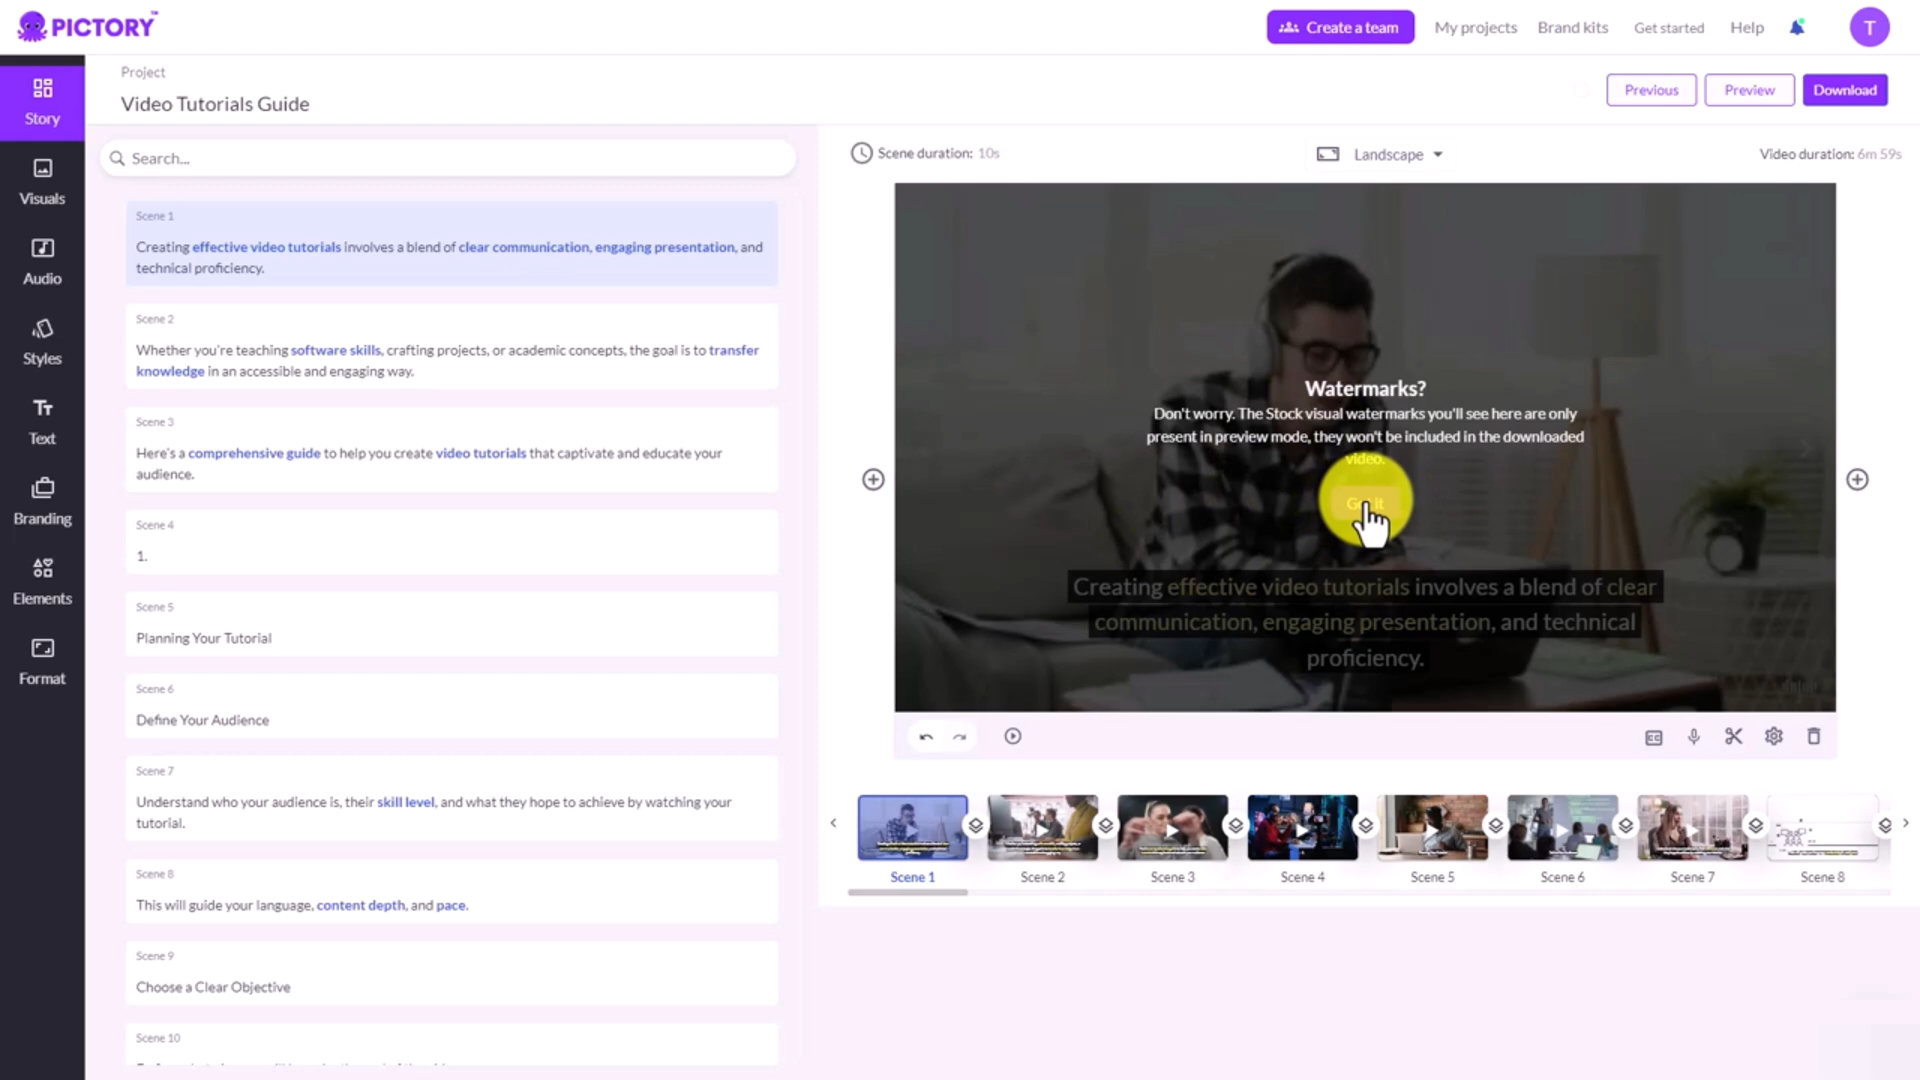 PICTORY™
Create a team
My projects
Brand kits
Get started
Help
T
Story
Visuals
Audio
Styles
Text
Branding
Elements
Format
Project
Video Tutorials Guide
Previous
Preview
Download
Search...
Scene 1
Creating effective video tutorials involves a blend of clear communication, engaging presentation, and
technical proficiency.
Scene 2
Whether you're teaching software skills, crafting projects, or academic concepts, the goal is to transfer
knowledge in an accessible and engaging way.
Scene 3
Here's a comprehensive guide to help you create video tutorials that captivate and educate your
audience.
Scene 4
1.
Scene 5
Planning Your Tutorial
Scene 6
Define Your Audience
Scene 7
Understand who your audience is, their skill level, and what they hope to achieve by watching your
tutorial.
Scene 8
This will guide your language, content depth, and pace.
Scene 9
Choose a Clear Objective
Scene 10
Scene duration: 10s
Landscape
Video duration: 6m 59s
Watermarks?
Don't worry. The Stock visual watermarks you'll see here are only
present in preview mode, they won't be included in the downloaded
video.
Got it
Creating effective video tutorials involves a blend of clear
communication, engaging presentation, and technical
proficiency.
CC
Scene 1
Scene 2
Scene 3
Scene 4
Scene 5
Scene 6
Scene 7
Scene 8